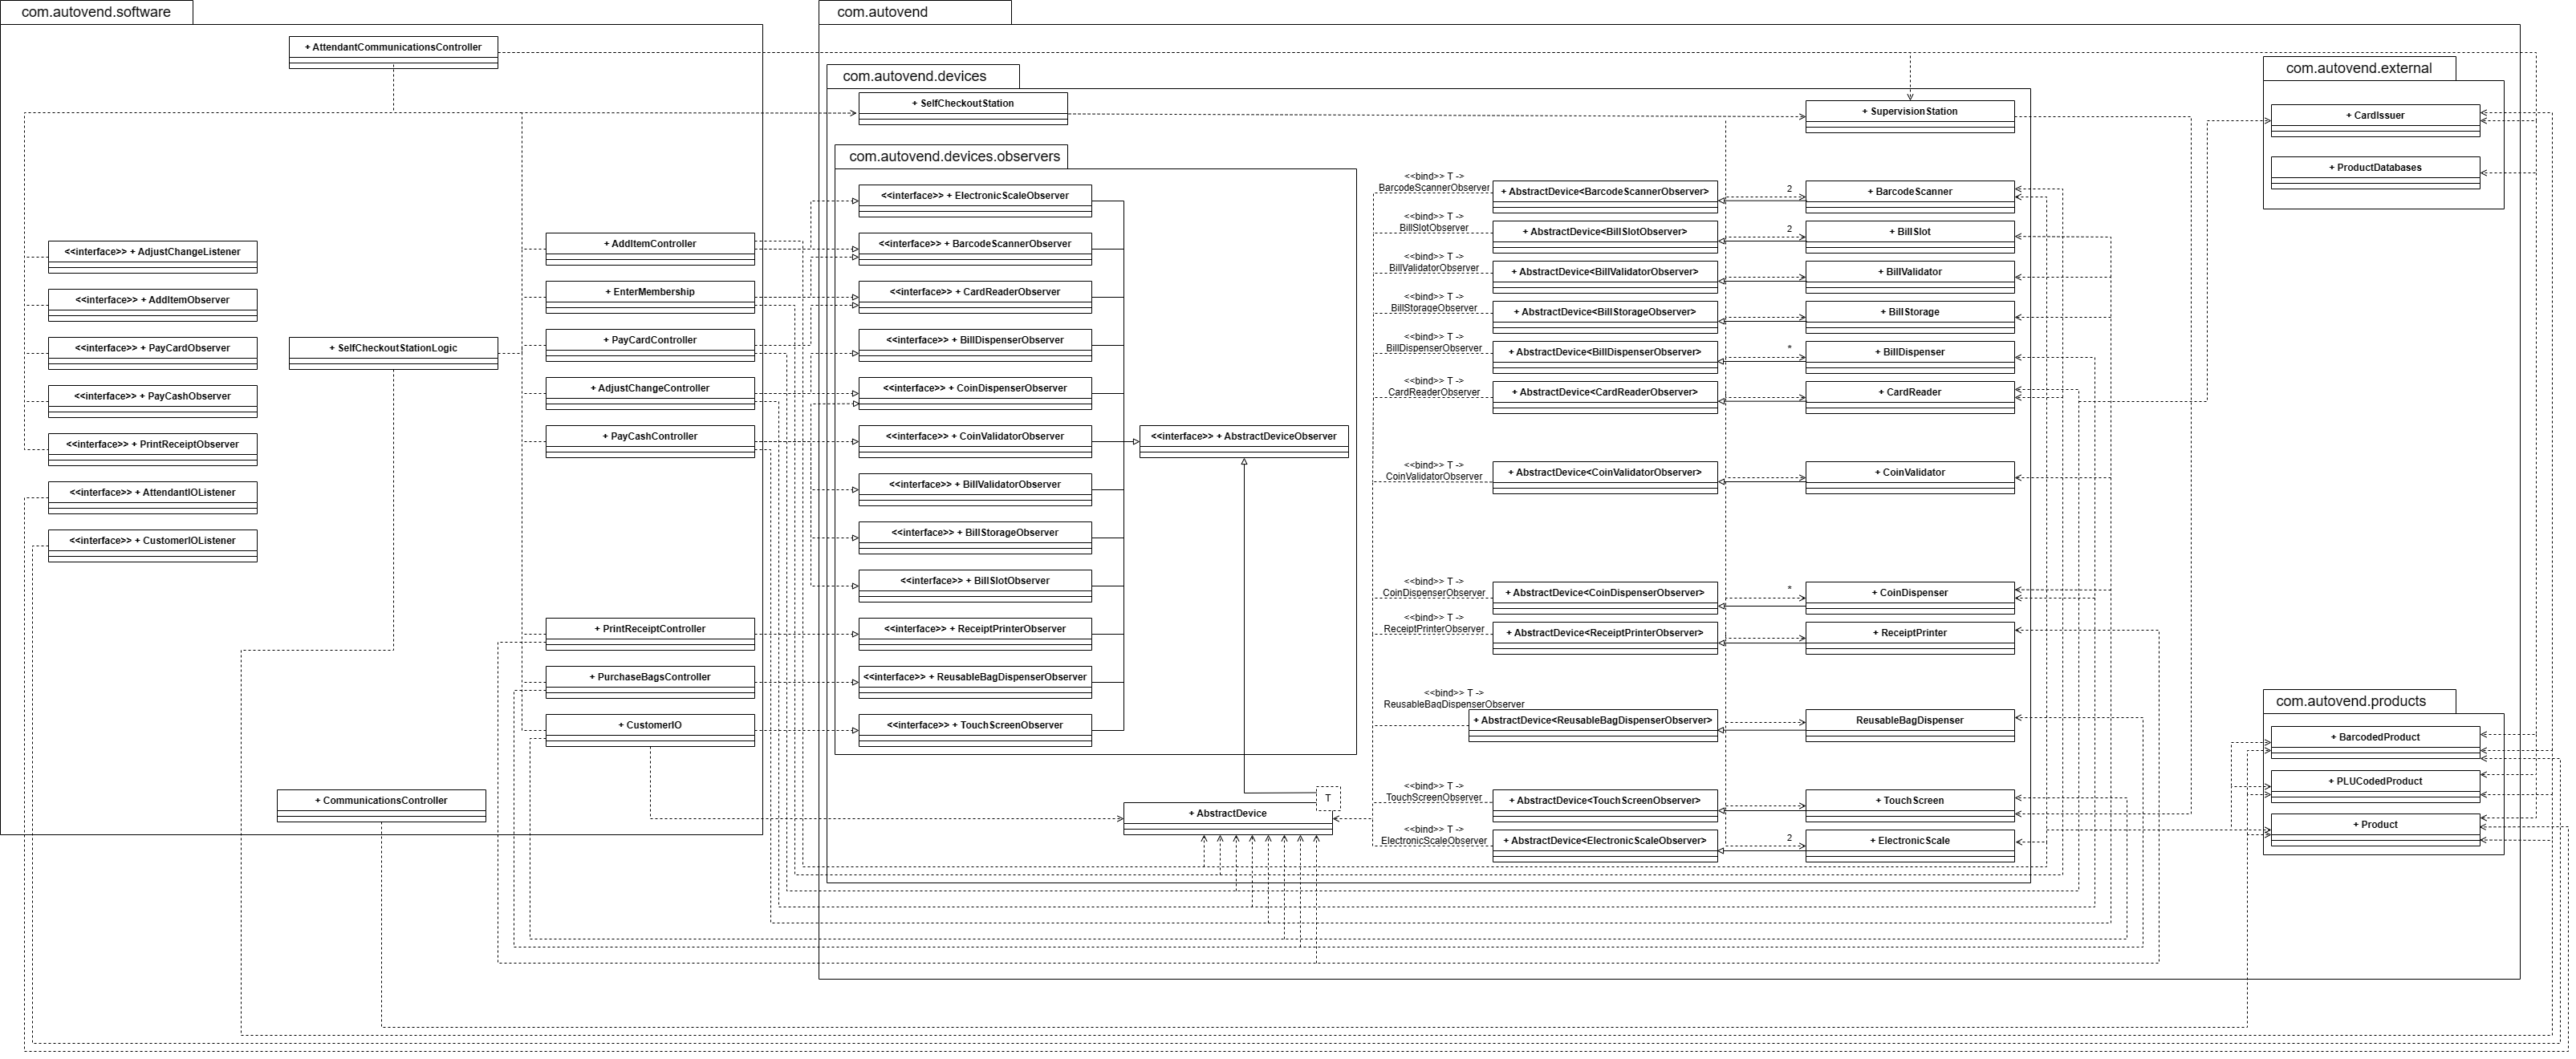 com.autovend.software
+ AttendantCommunicationsController
<<interface>> + AdjustChangeListener
<<interface>> + AddItemObserver
<<interface>> + PayCardObserver
<<interface>> + PayCashObserver
<<interface>> + PrintReceiptObserver
<<interface>> + AttendantIOListener
<<interface>> + CustomerIOListener
+ SelfCheckoutStationLogic
+ AddItemController
+ EnterMembership
+ PayCardController
+ AdjustChangeController
+ PayCashController
+ PrintReceiptController
+ PurchaseBagsController
+ CustomerIO
+ CommunicationsController
com.autovend
com.autovend.devices
+ SelfCheckoutStation
+ SupervisionStation
com.autovend.devices.observers
<<interface>> + ElectronicScaleObserver
<<interface>> + BarcodeScannerObserver
<<interface>> + CardReaderObserver
<<interface>> + BillDispenserObserver
<<interface>> + CoinDispenserObserver
<<interface>> + CoinValidatorObserver
<<interface>> + BillValidatorObserver
<<interface>> + BillStorageObserver
<<interface>> + BillSlotObserver
<<interface>> + ReceiptPrinterObserver
<<interface>> + ReusableBagDispenserObserver
<<interface>> + TouchScreenObserver
<<interface>> + AbstractDeviceObserver
T
+ AbstractDevice
<<bind>> T ->
BarcodeScannerObserver
+ AbstractDevice<BarcodeScannerObserver>
2
+ BarcodeScanner
<<bind>> T ->
BillSlotObserver
+ AbstractDevice<BillSlotObserver>
2
+ BillSlot
<<bind>> T ->
BillValidatorObserver
+ AbstractDevice<BillValidatorObserver>
+ BillValidator
<<bind>> T ->
BillStorageObserver
+ AbstractDevice<BillStorageObserver>
+ BillStorage
<<bind>> T ->
BillDispenserObserver
+ AbstractDevice<BillDispenserObserver>
*
+ BillDispenser
<<bind>> T ->
CardReaderObserver
+ AbstractDevice<CardReaderObserver>
+ CardReader
<<bind>> T ->
CoinValidatorObserver
+ AbstractDevice<CoinValidatorObserver>
+ CoinValidator
<<bind>> T ->
CoinDispenserObserver
+ AbstractDevice<CoinDispenserObserver>
*
+ CoinDispenser
<<bind>> T ->
ReceiptPrinterObserver
+ AbstractDevice<ReceiptPrinterObserver>
+ ReceiptPrinter
<<bind>> T ->
ReusableBagDispenserObserver
+ AbstractDevice<ReusableBagDispenserObserver>
ReusableBagDispenser
<<bind>> T ->
TouchScreenObserver
+ AbstractDevice<TouchScreenObserver>
+ TouchScreen
<<bind>> T ->
ElectronicScaleObserver
+ AbstractDevice<ElectronicScaleObserver>
2
+ ElectronicScale
com.autovend.external
+ CardIssuer
+ ProductDatabases
com.autovend.products
+ BarcodedProduct
+ PLUCodedProduct
+ Product